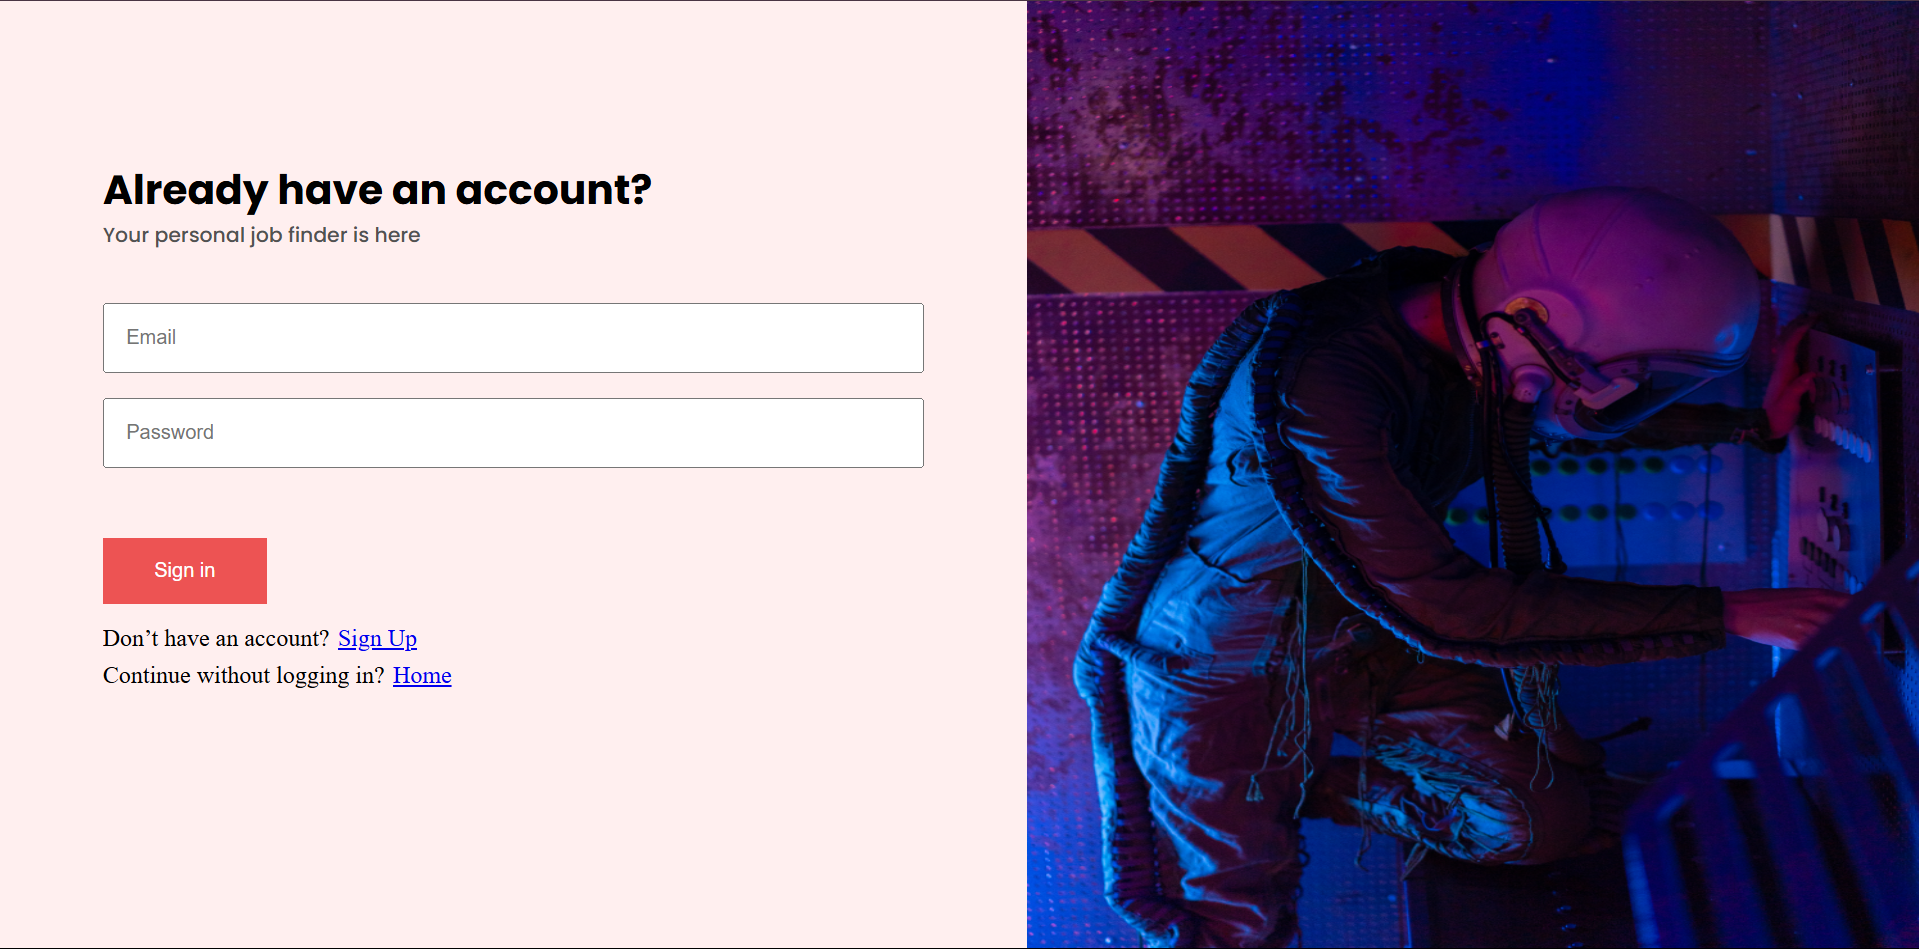 Already have an account?
Your personal job finder is here
Email
Password
Sign in
Don’t have an account? Sign Up
Continue without logging in? Home